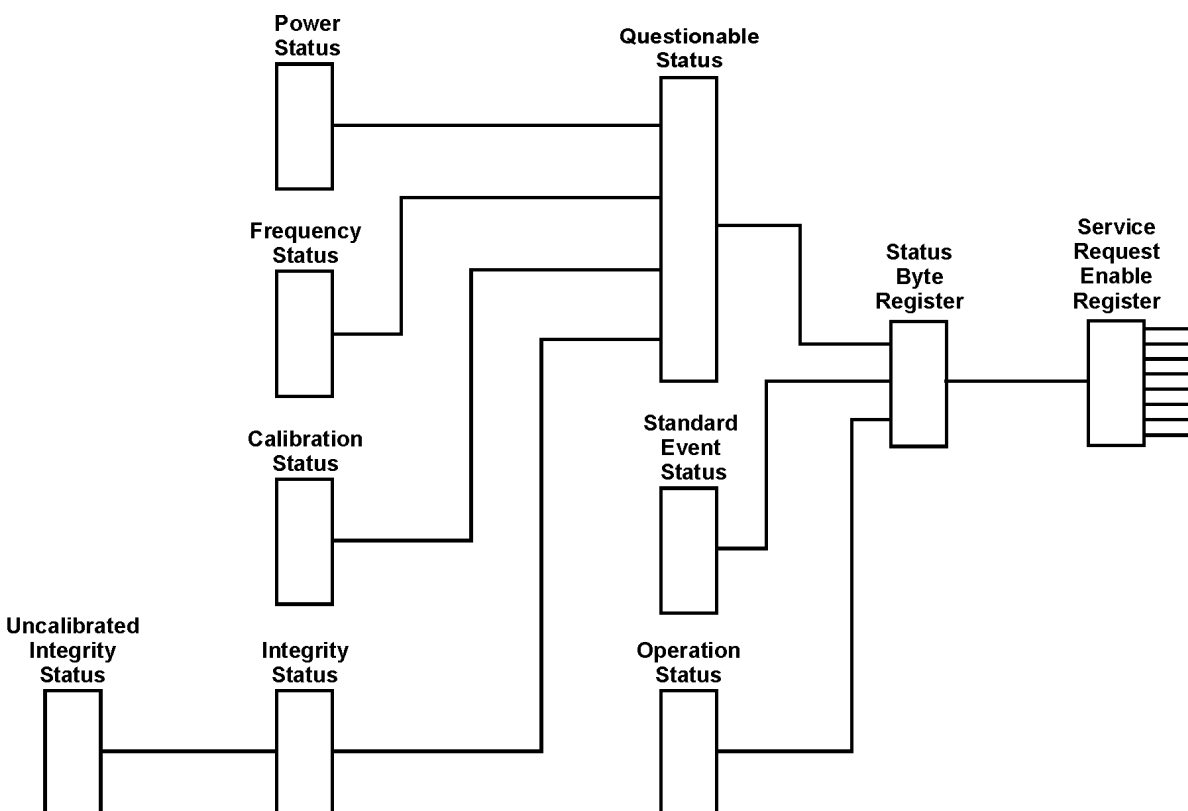 Power
Status
Questionable
Status
Frequency
Status
Service
Request
Enable
Register
Status
Byte
Register
Calibration
Status
Standard
Event
Status
Uncalibrated
Integrity
Status
Integrity
Status
Operation
Status